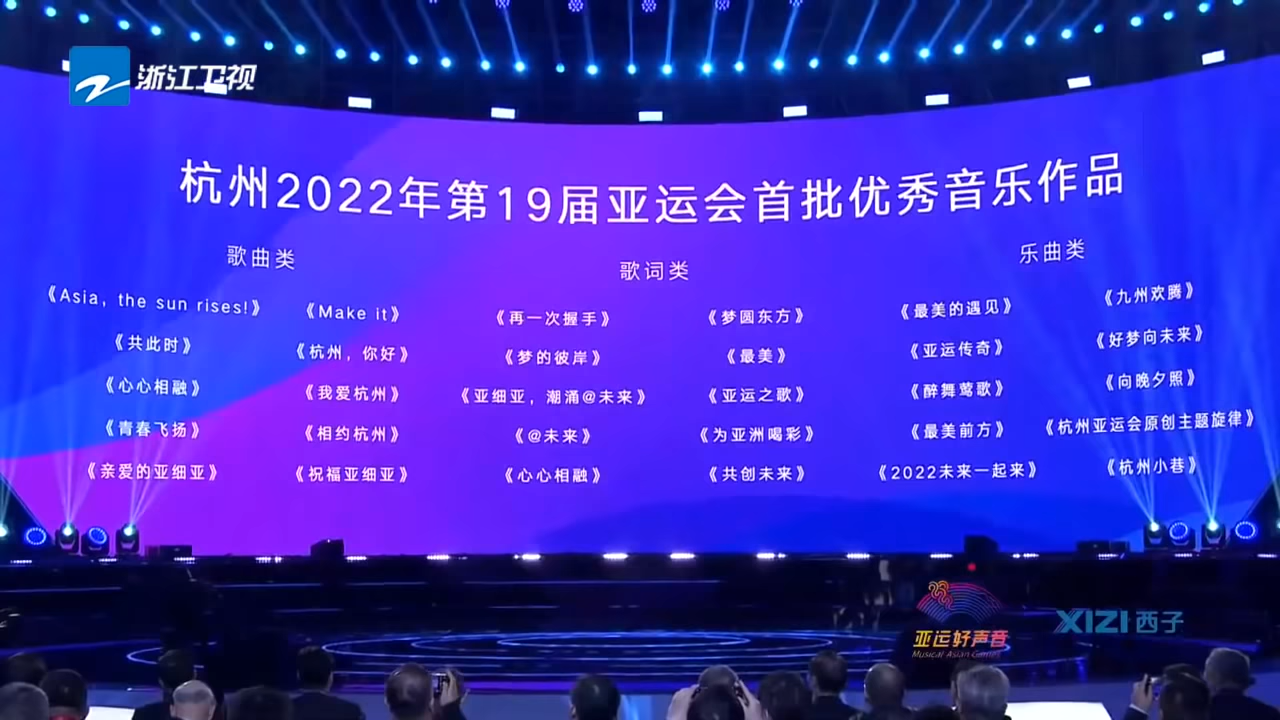 浙江卫视
杭州2022年第19届亚运会首批优秀音乐作品
歌曲类
《Asia, the sun rises!》
《共此时》
《心心相融》
《青春飞扬》
《亲爱的亚细亚》
《Make it》
《杭州，你好》
《我爱杭州》
《相约杭州》
《祝福亚细亚》
歌词类
《再一次握手》
《梦的彼岸》
《亚细亚，潮涌@未来》
《@未来》
《心心相融》
《梦圆东方》
《最美》
《亚运之歌》
《为亚洲喝彩》
《共创未来》
乐曲类
《最美的遇见》
《亚运传奇》
《醉舞莺歌》
《最美前方》
《2022未来一起来》
《九州欢腾》
《好梦向未来》
《向晚夕照》
《杭州亚运会原创主题旋律》
《杭州小巷》
亚运好声音
Musical Asian Games
XIZI西子